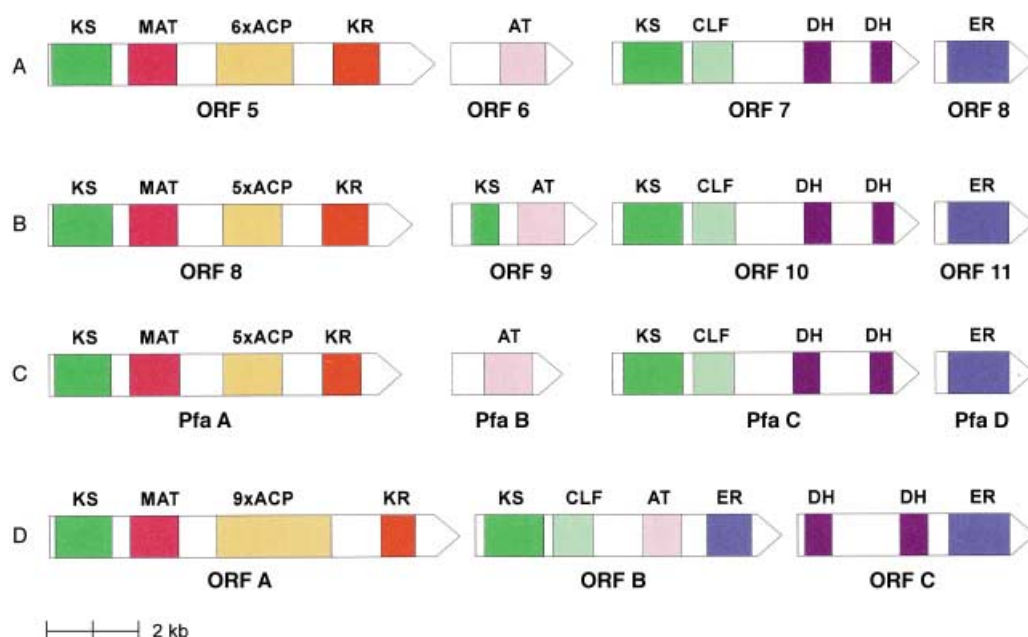 KS MAT 6xACP KR AT KS CLF DH DH ER
A
ORF 5 ORF 6 ORF 7 ORF 8
KS MAT 5xACP KR KS AT KS CLF DH DH ER
B
ORF 8 ORF 9 ORF 10 ORF 11
KS MAT 5xACP KR AT KS CLF DH DH ER
C
Pfa A Pfa B Pfa C Pfa D
KS MAT 9xACP KR KS CLF AT ER DH DH ER
D
ORF A ORF B ORF C
2 kb